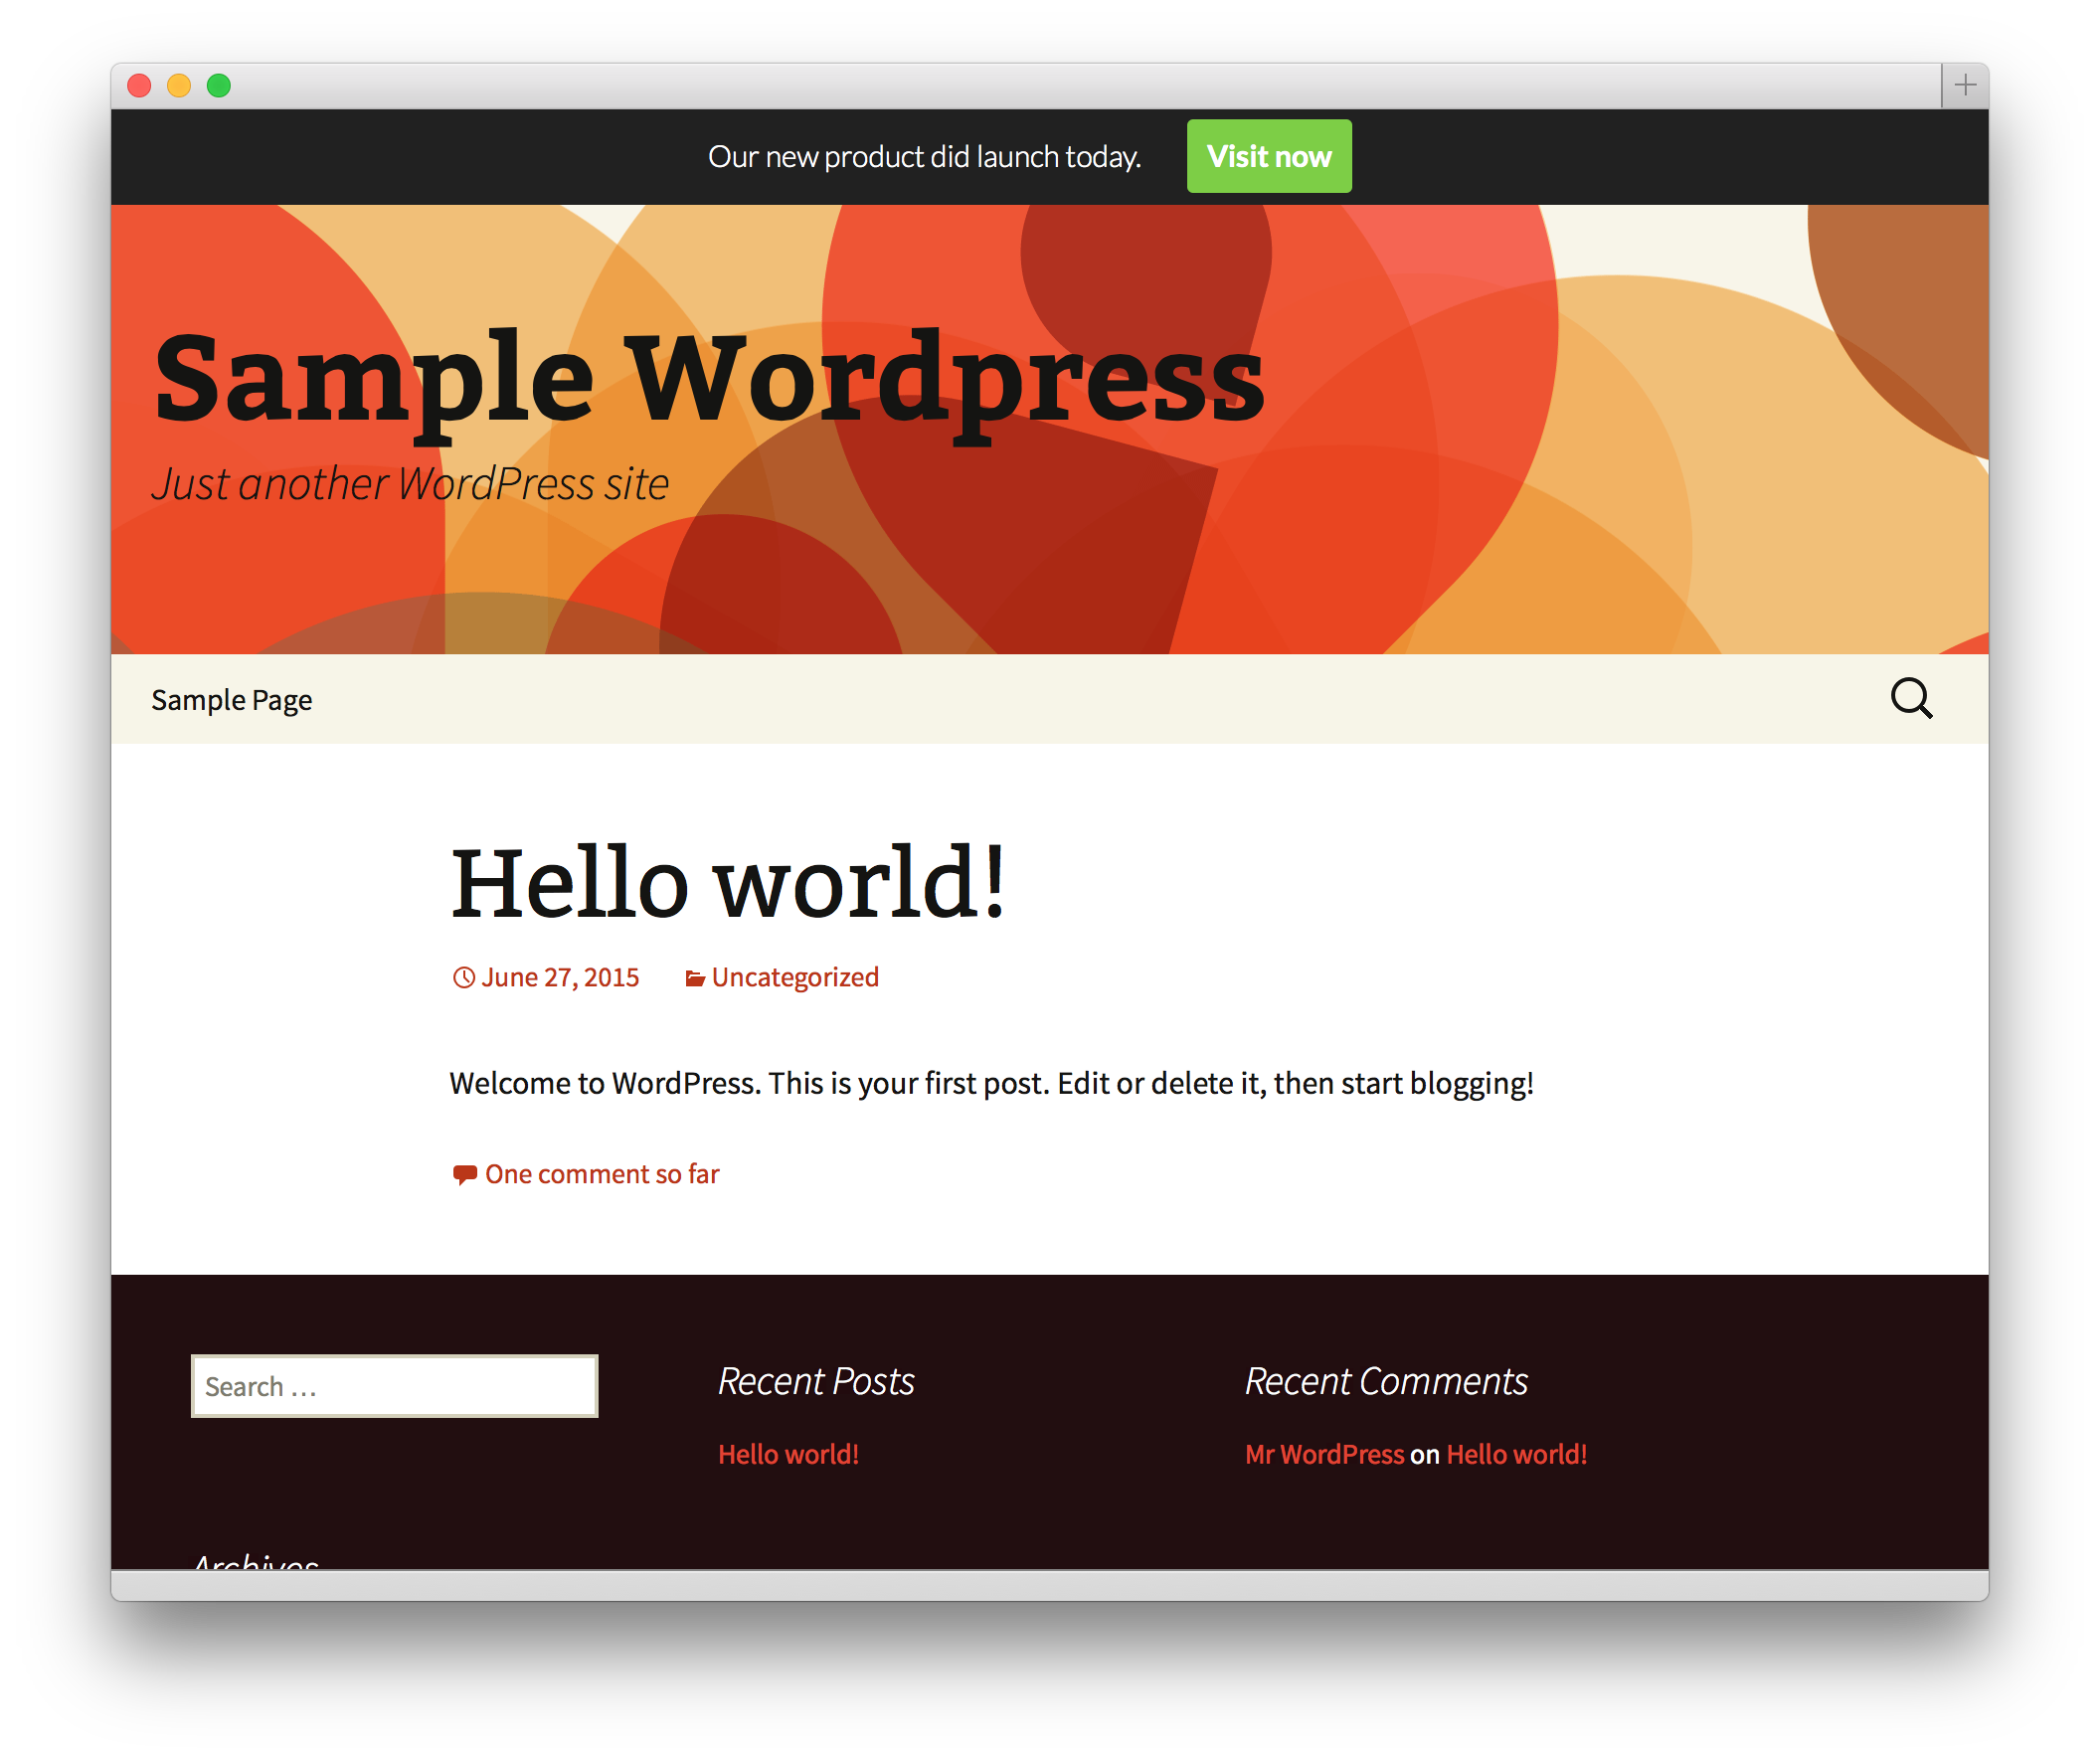 Our new product did launch today. Visit now
Sample Wordpress
Just another WordPress site
Sample Page
Hello world!
June 27, 2015 Uncategorized
Welcome to WordPress. This is your first post. Edit or delete it, then start blogging!
One comment so far
Search …
Recent Posts
Hello world!
Recent Comments
Mr WordPress on Hello world!
Archives